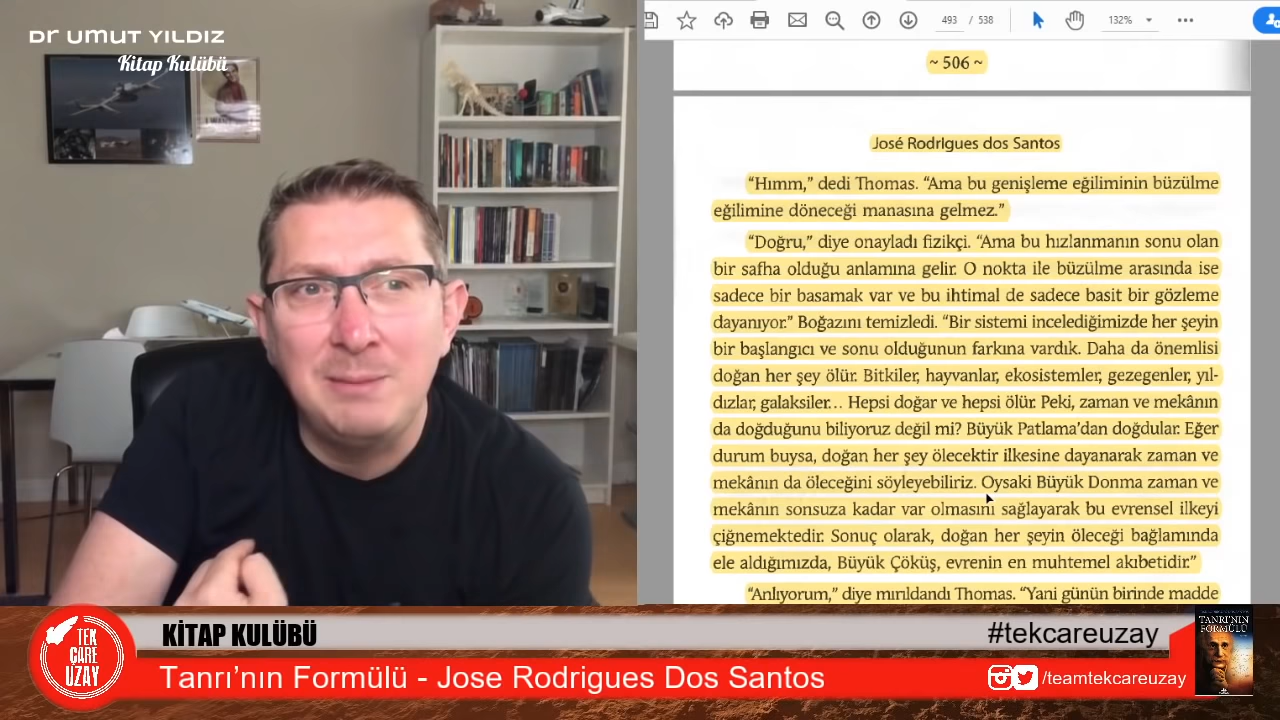 Dr UMUT YILDIZ
Kitap Kulübü
493 / 538
132%
~ 506 ~
José Rodrigues dos Santos
“Hımm,” dedi Thomas. “Ama bu genişleme eğiliminin büzülme
eğilimine döneceği manasına gelmez.”
“Doğru,” diye onayladı fizikçi. “Ama bu hızlanmanın sonu olan
bir safha olduğu anlamına gelir. O nokta ile büzülme arasında ise
sadece bir basamak var ve bu ihtimal de sadece basit bir gözleme
dayanıyor.” Boğazını temizledi. “Bir sistemi incelediğimizde her şeyin
bir başlangıcı ve sonu olduğunun farkına vardık. Daha da önemlisi
doğan her şey ölür. Bitkiler, hayvanlar, ekosistemler, gezegenler, yıl-
dızlar, galaksiler… Hepsi doğar ve hepsi ölür. Peki, zaman ve mekânın
da doğduğunu biliyoruz değil mi? Büyük Patlama’dan doğdular. Eğer
durum buysa, doğan her şey ölecektir ilkesine dayanarak zaman ve
mekânın da öleceğini söyleyebiliriz. Oysaki Büyük Donma zaman ve
mekânın sonsuza kadar var olmasını sağlayarak bu evrensel ilkeyi
çiğnemektedir. Sonuç olarak, doğan her şeyin öleceği bağlamında
ele aldığımızda, Büyük Çöküş, evrenin en muhtemel akıbetidir.”
“Anlıyorum,” diye mırıldandı Thomas. “Yani günün birinde madde
TEK
ÇARE
UZAY
KİTAP KULÜBÜ
#tekcareuzay
Tanrı’nın Formülü - Jose Rodrigues Dos Santos
/teamtekcareuzay
TANRI'NIN
FORMÜLÜ